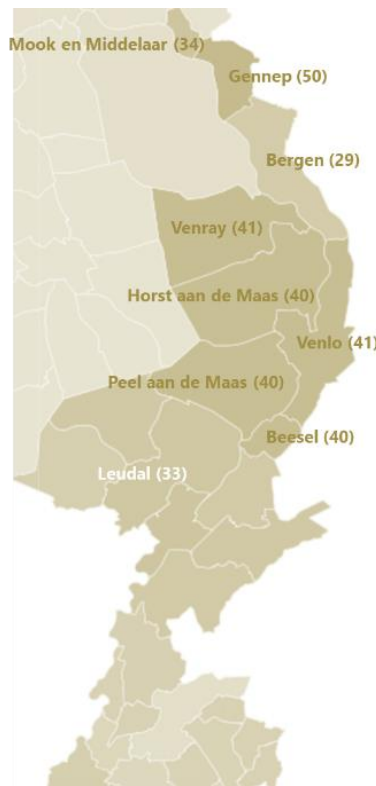 Mook en Middelaar (34)
Gennep (50)
Bergen (29)
Venray (41)
Horst aan de Maas (40)
Venlo (41)
Peel aan de Maas (40)
Beesel (40)
Leudal (33)